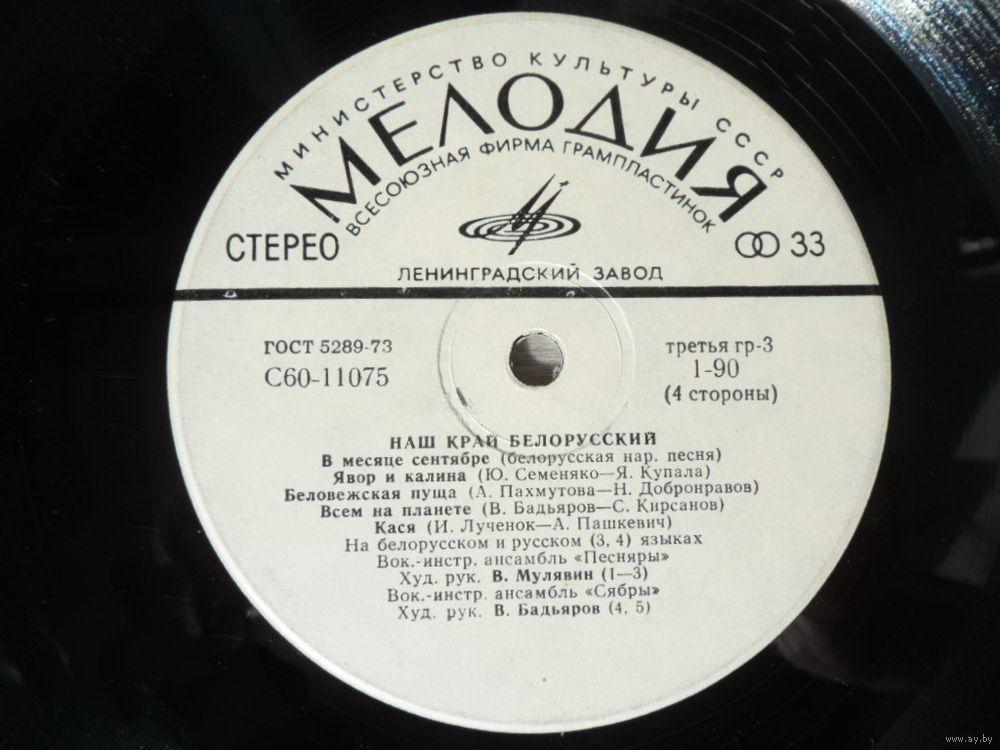 МИНИСТЕРСТВО КУЛЬТУРЫ СССР
МЕЛОДИЯ
ВСЕСОЮЗНАЯ ФИРМА ГРАМПЛАСТИНОК
СТЕРЕО
33
ЛЕНИНГРАДСКИЙ ЗАВОД
ГОСТ 5289-73
С60-11075
третья гр-3
1-90
(4 стороны)
НАШ КРАЙ БЕЛОРУССКИЙ
В месяце сентябре (белорусская нар. песня)
Явор и калина (Ю. Семеняко—Я. Купала)
Беловежская пуща (А. Пахмутова—Н. Добронравов)
Всем на планете (В. Бадьяров—С. Кирсанов)
Кася (И. Лученок—А. Пашкевич)
На белорусском и русском (3, 4) языках
Вок.-инстр. ансамбль «Песняры»
Худ. рук. В. Мулявин (1—3)
Вок.-инстр. ансамбль «Сябры»
Худ. рук. В. Бадьяров (4, 5)
www.ay.by